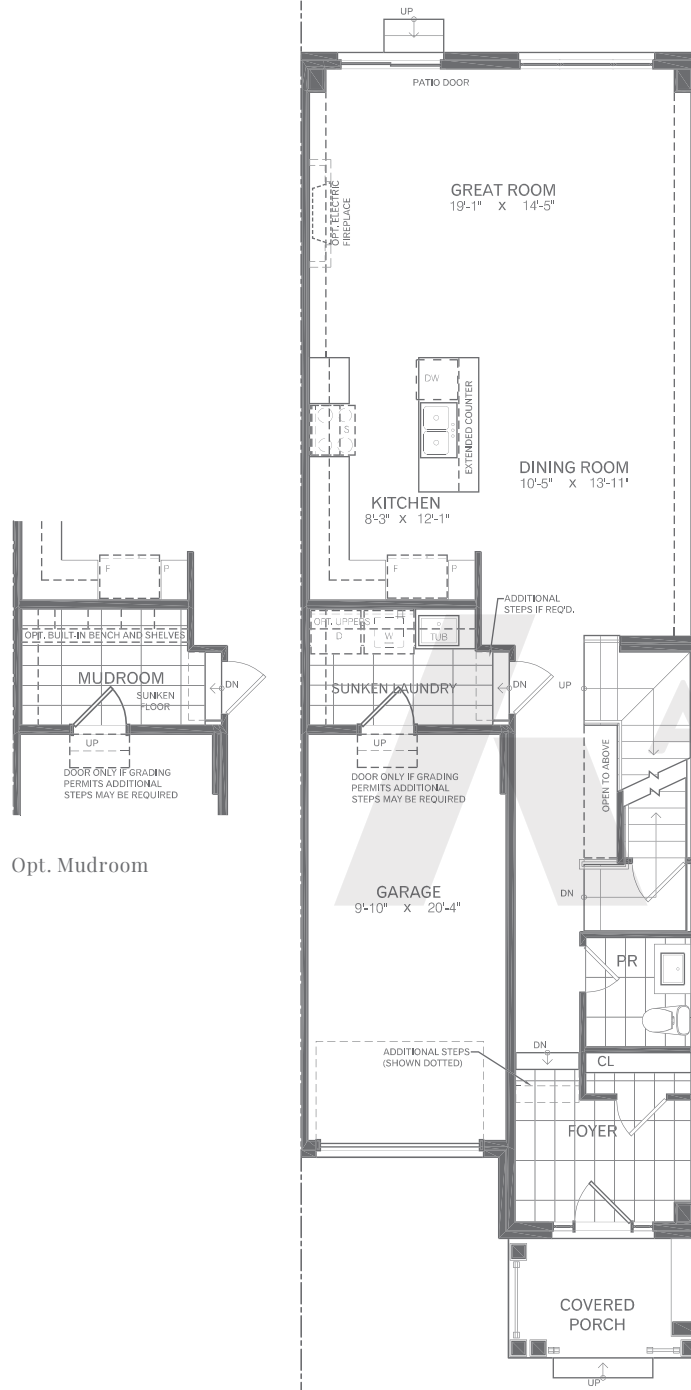 UP
PATIO DOOR
GREAT ROOM
19'-1" X 14'-5"
OPT. ELECTRIC
FIREPLACE
DW
S
EXTENDED COUNTER
DINING ROOM
10'-5" X 13'-11"
KITCHEN
8'-3" X 12'-1"
F
P
ADDITIONAL
STEPS IF REQ'D.
OPT. UPPERS
D
W
TUB
SUNKEN LAUNDRY
DN
UP
UP
DOOR ONLY IF GRADING
PERMITS ADDITIONAL
STEPS MAY BE REQUIRED
OPEN TO ABOVE
F
P
OPT. BUILT-IN BENCH AND SHELVES
MUDROOM
SUNKEN
FLOOR
DN
UP
DOOR ONLY IF GRADING
PERMITS ADDITIONAL
STEPS MAY BE REQUIRED
Opt. Mudroom
GARAGE
9'-10" X 20'-4"
DN
PR
ADDITIONAL STEPS
(SHOWN DOTTED)
DN
CL
FOYER
COVERED
PORCH
UP